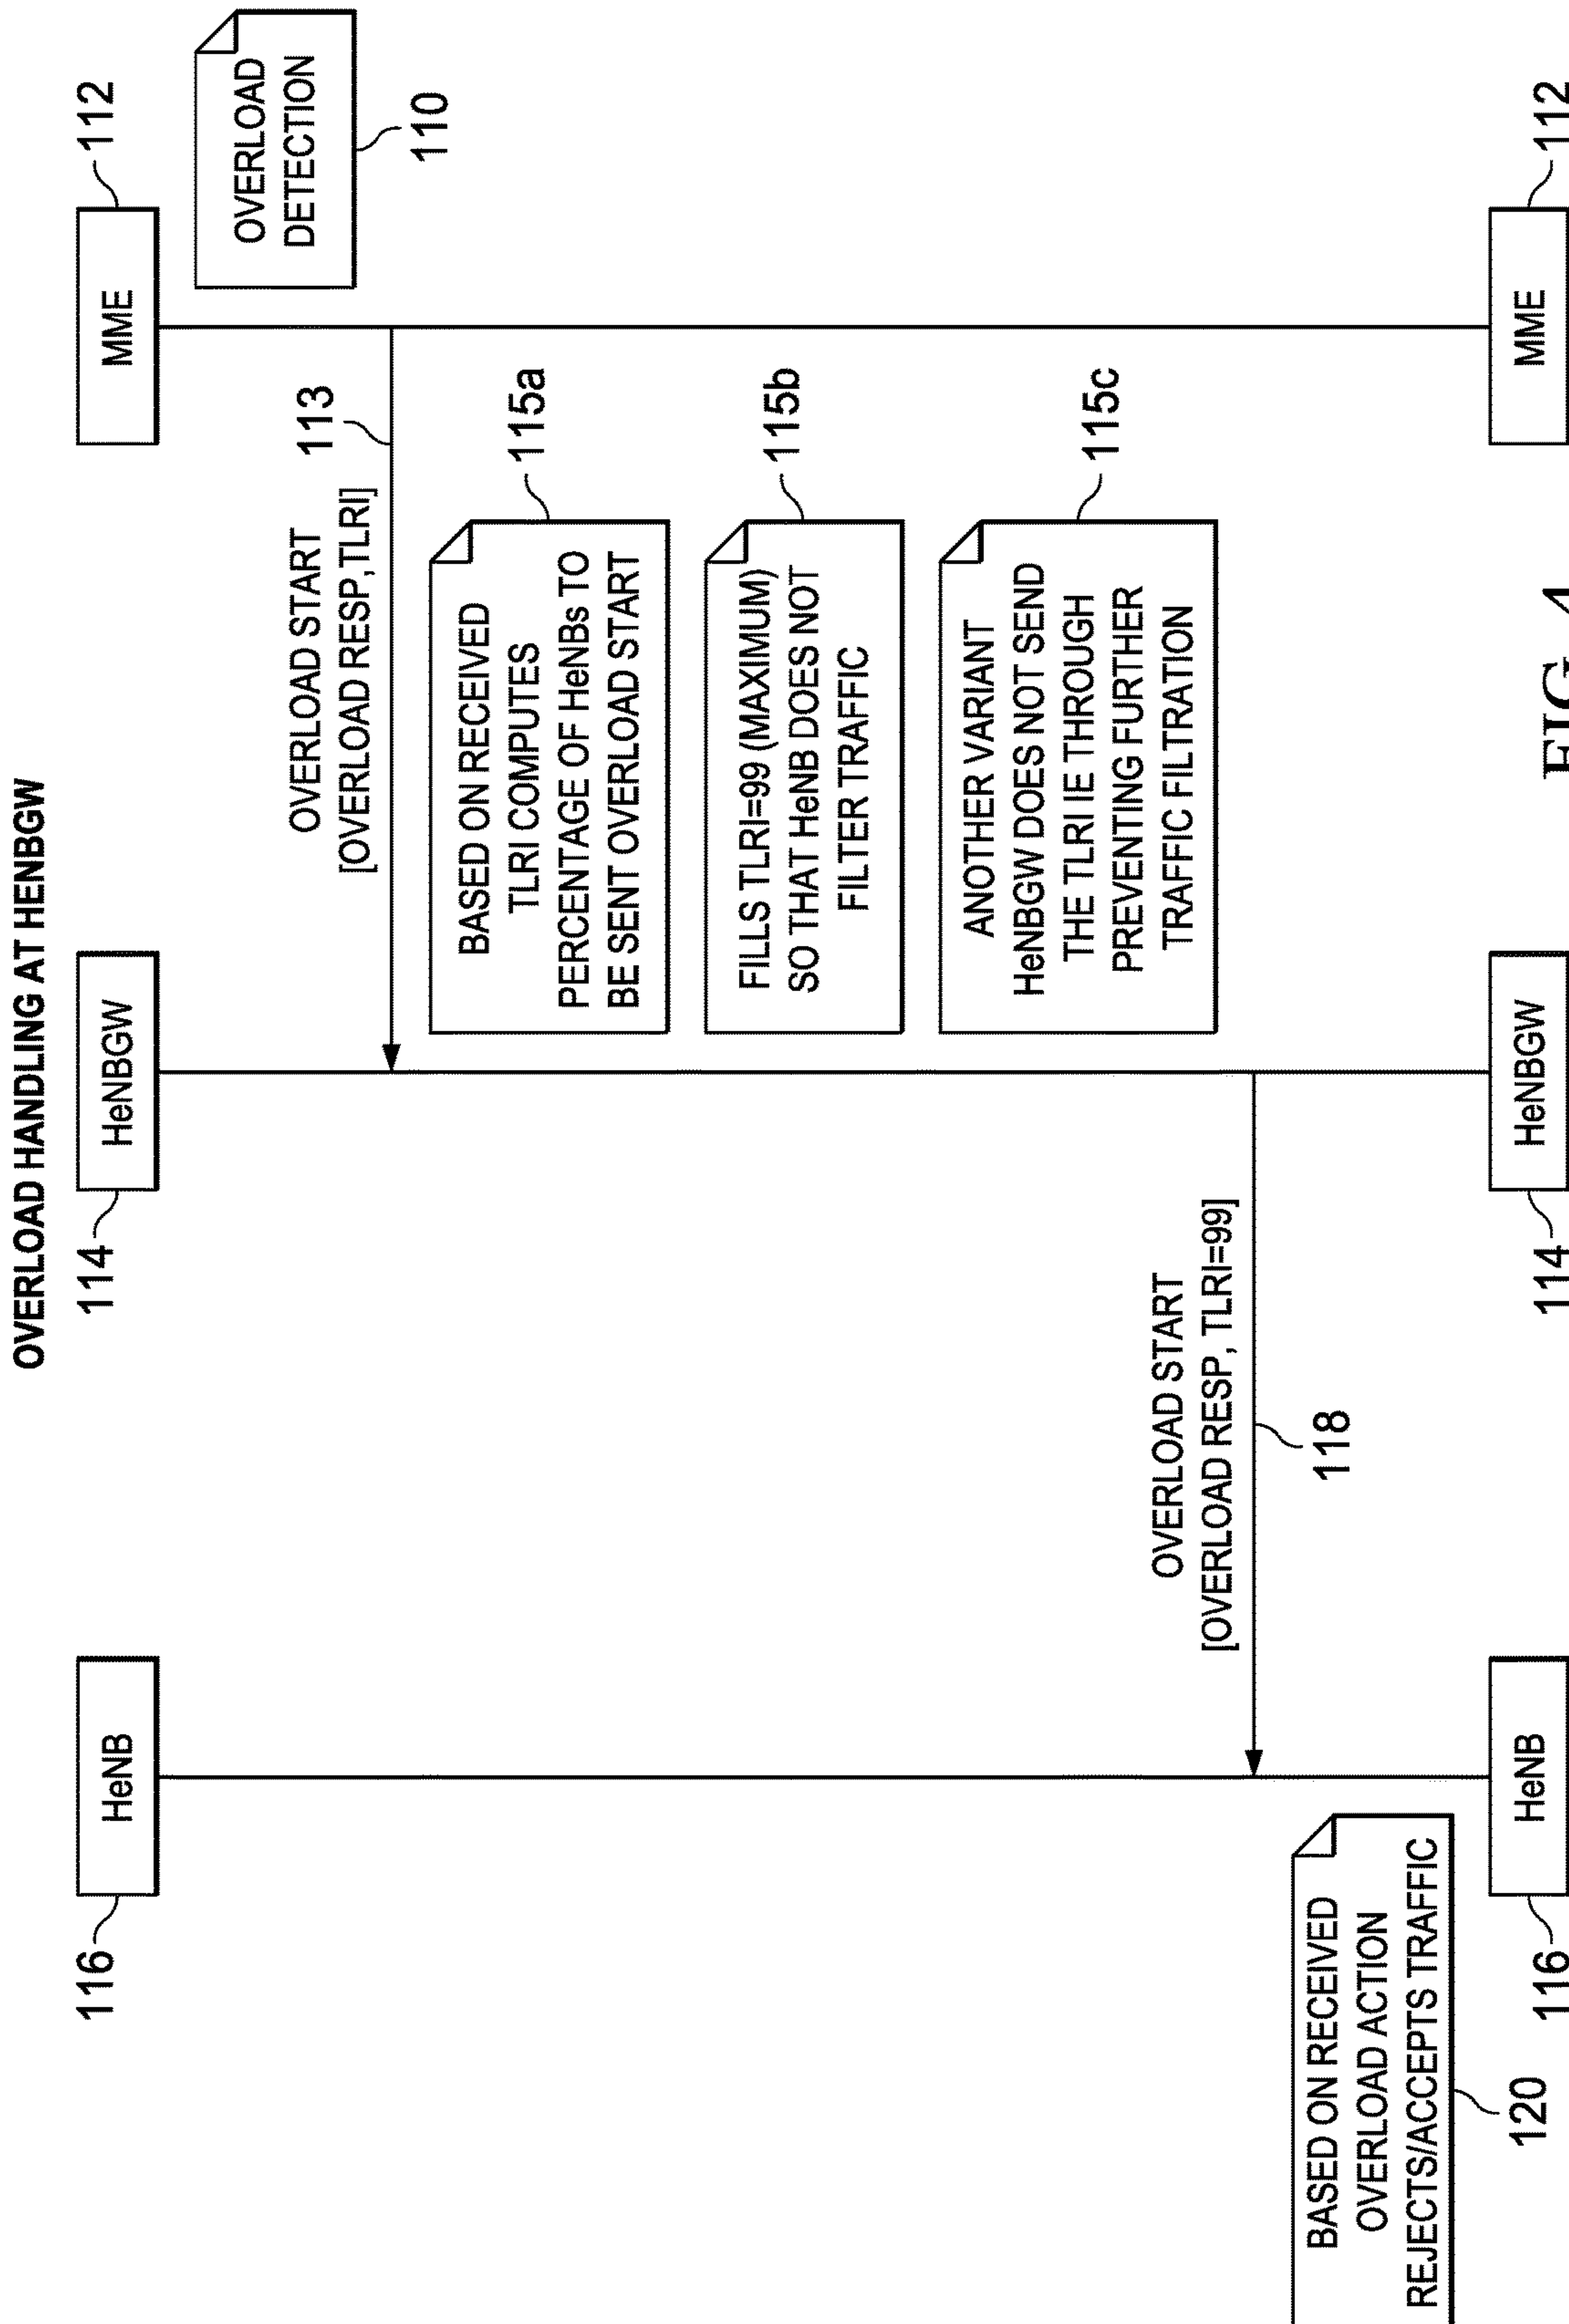 OVERLOAD HANDLING AT HENBGW
116
HeNB
114
HeNBGW
MME
112
OVERLOAD
DETECTION
110
OVERLOAD START
[OVERLOAD RESP,TLRI]
113
BASED ON RECEIVED
TLRI COMPUTES
PERCENTAGE OF HeNBs TO
BE SENT OVERLOAD START
115a
FILLS TLRI=99 (MAXIMUM)
SO THAT HeNB DOES NOT
FILTER TRAFFIC
115b
ANOTHER VARIANT
HeNBGW DOES NOT SEND
THE TLRI IE THROUGH
PREVENTING FURTHER
TRAFFIC FILTRATION
115c
OVERLOAD START
[OVERLOAD RESP, TLRI=99]
118
BASED ON RECEIVED
OVERLOAD ACTION
REJECTS/ACCEPTS TRAFFIC
120
116
HeNB
114
HeNBGW
MME
112
FIG. 4